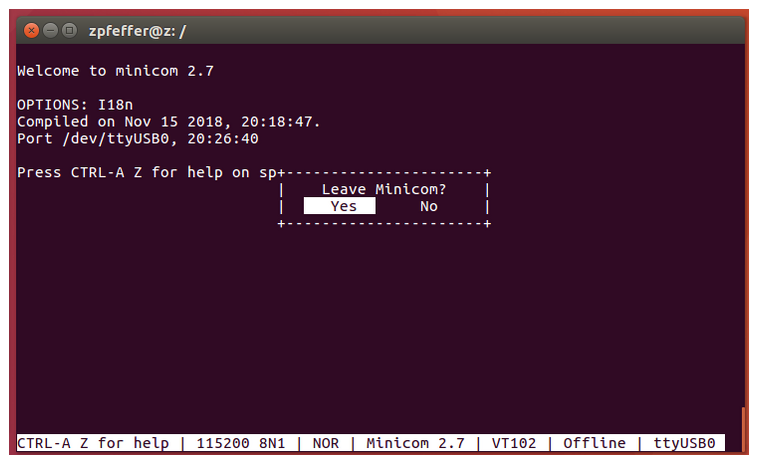 zpfeffer@z: /
Welcome to minicom 2.7
OPTIONS: I18n
Compiled on Nov 15 2018, 20:18:47.
Port /dev/ttyUSB0, 20:26:40
Press CTRL-A Z for help on sp+----------------------+
|    Leave Minicom?    |
|     Yes       No     |
+----------------------+
CTRL-A Z for help | 115200 8N1 | NOR | Minicom 2.7 | VT102 | Offline | ttyUSB0